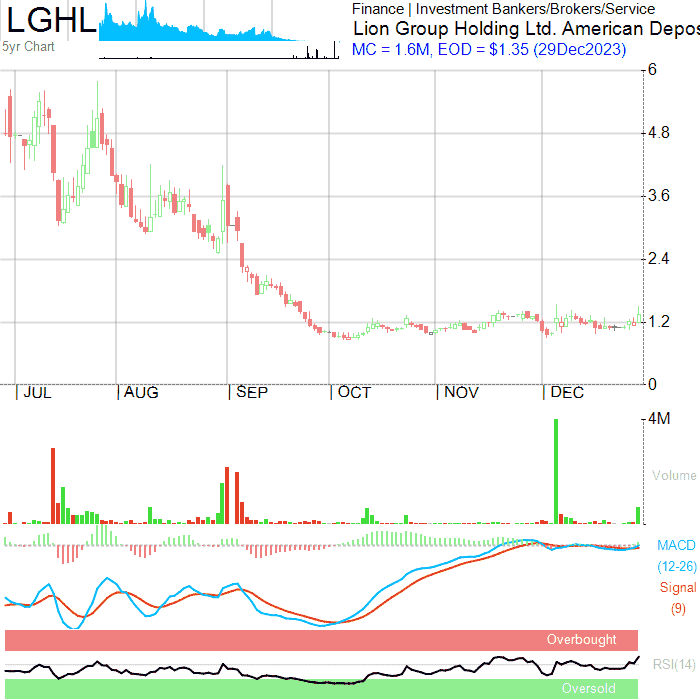 LGHL
5yr Chart
Finance | Investment Bankers/Brokers/Service
Lion Group Holding Ltd. American Depos
MC = 1.6M, EOD = $1.35 (29Dec2023)
6
4.8
3.6
2.4
1.2
0
| JUL | AUG | SEP | OCT | NOV | DEC
4M
Volume
MACD
(12-26)
Signal
(9)
Overbought
RSI(14)
Oversold